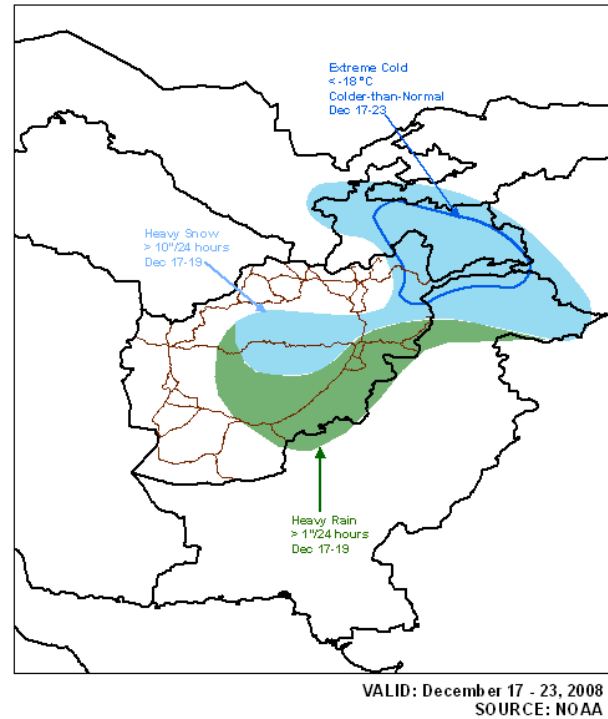 Extreme Cold
< -18°C
Colder-than-Normal
Dec 17-23
Heavy Snow
> 10"/24 hours
Dec 17-19
Heavy Rain
> 1"/24 hours
Dec 17-19
VALID: December 17 - 23, 2008
SOURCE: NOAA